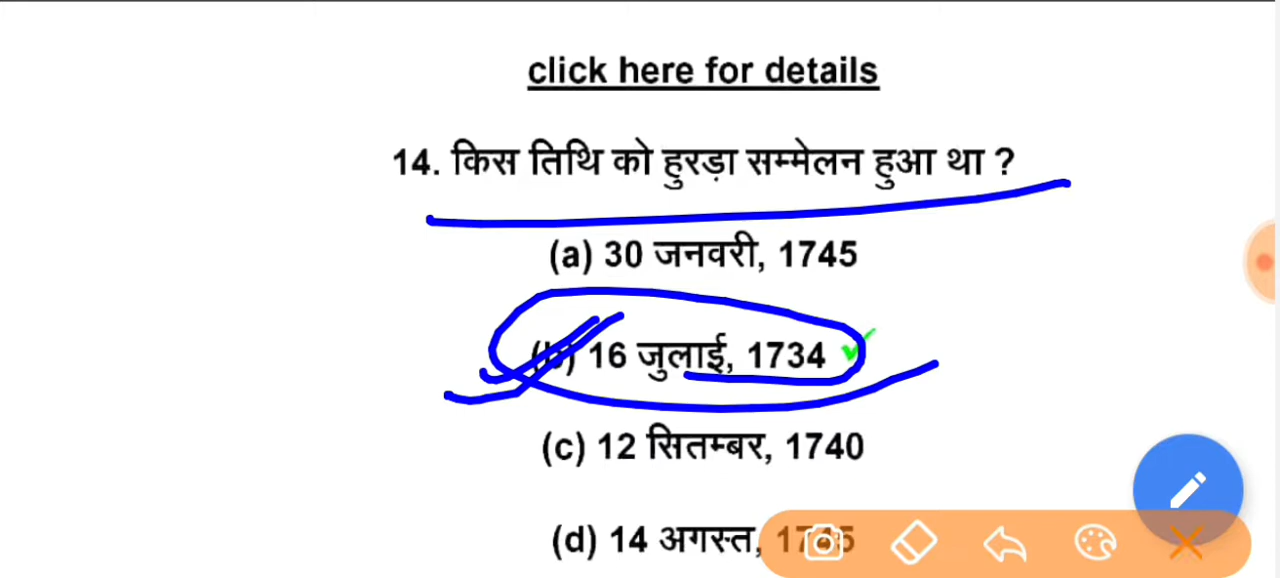 click here for details
14. किस तिथि को हुरड़ा सम्मेलन हुआ था ?
(a) 30 जनवरी, 1745
(b) 16 जुलाई, 1734
(c) 12 सितम्बर, 1740
(d) 14 अगस्त,